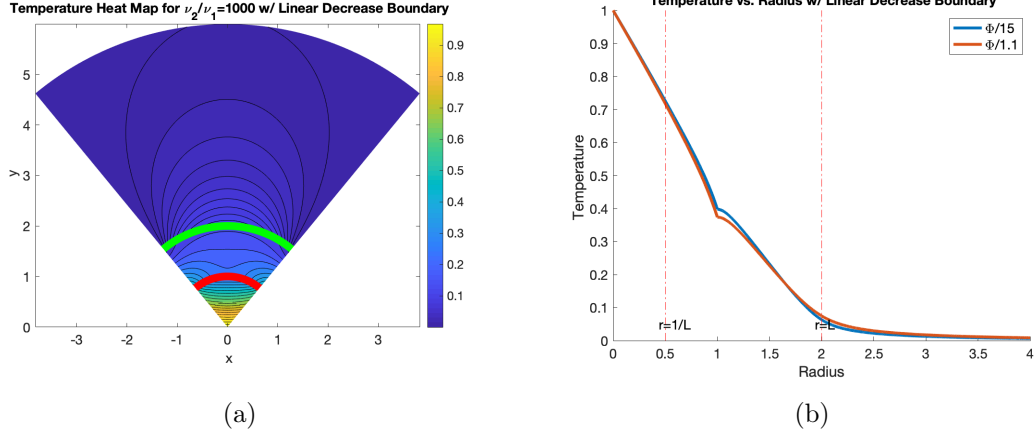 Temperature Heat Map for ν₂/ν₁=1000 w/ Linear Decrease Boundary
5
4
3
2
1
0
y
-3 -2 -1 0 1 2 3
x
0.9
0.8
0.7
0.6
0.5
0.4
0.3
0.2
0.1
(a)
Temperature vs. Radius w/ Linear Decrease Boundary
Φ/15
Φ/1.1
1
0.9
0.8
0.7
0.6
0.5
0.4
0.3
0.2
0.1
0
Temperature
r=1/L
r=L
0 0.5 1 1.5 2 2.5 3 3.5 4
Radius
(b)